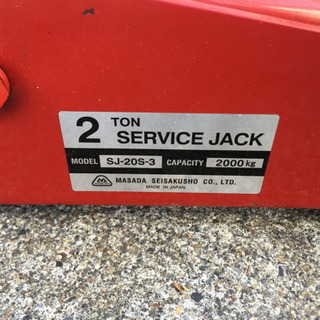 2 TON
SERVICE JACK
MODEL SJ-20S-3 CAPACITY 2000kg
MASADA SEISAKUSHO CO., LTD.
MADE IN JAPAN